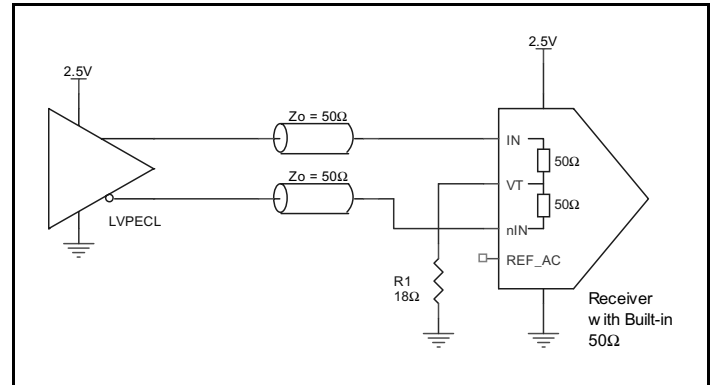 2.5V
2.5V
Zo = 50Ω
IN
50Ω
Zo = 50Ω
VT
50Ω
LVPECL
nIN
REF_AC
R1
18Ω
Receiver
with Built-in
50Ω